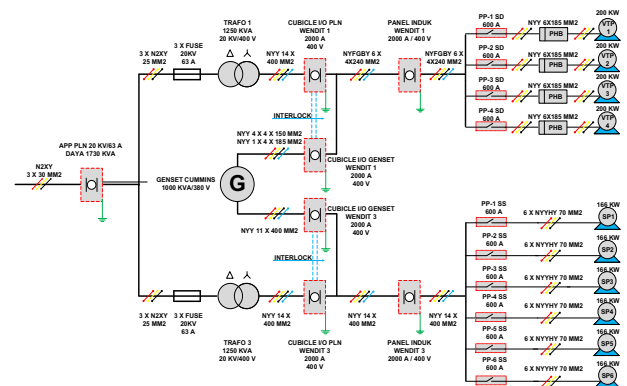 TRAFO 1
1250 KVA
20 KV/400 V
CUBICLE I/O PLN
WENDIT 1
2000 A
400 V
PANEL INDUK
WENDIT 1
2000 A / 400 V
3 X N2XY
25 MM2
3 X FUSE
20KV
63 A
NYY 14 X
400 MM2
NYFGBY 6 X
4X240 MM2
NYFGBY 6 X
4X240 MM2
PP-1 SD
600 A
NYY 6X185 MM2
PHB
200 KW
VTP
1
PP-2 SD
600 A
NYY 6X185 MM2
PHB
200 KW
VTP
2
PP-3 SD
600 A
NYY 6X185 MM2
PHB
200 KW
VTP
3
PP-4 SD
600 A
NYY 6X185 MM2
PHB
200 KW
VTP
4
INTERLOCK
NYY 4 X 4 X 150 MM2
NYY 1 X 4 X 185 MM2
CUBICLE I/O GENSET
WENDIT 1
2000 A
400 V
APP PLN 20 KV/63 A
DAYA 1730 KVA
N2XY
3 X 30 MM2
GENSET CUMMINS
1000 KVA/380 V
G
CUBICLE I/O GENSET
WENDIT 3
2000 A
400 V
NYY 11 X 400 MM2
INTERLOCK
3 X N2XY
25 MM2
3 X FUSE
20KV
63 A
TRAFO 3
1250 KVA
20 KV/400 V
NYY 14 X
400 MM2
CUBICLE I/O PLN
WENDIT 3
2000 A
400 V
NYY 14 X
400 MM2
PANEL INDUK
WENDIT 3
2000 A / 400 V
NYY 14 X
400 MM2
PP-1 SS
600 A
6 X NYYHY 70 MM2
166 KW
SP1
PP-2 SS
600 A
6 X NYYHY 70 MM2
166 KW
SP2
PP-3 SS
600 A
6 X NYYHY 70 MM2
166 KW
SP3
PP-4 SS
600 A
6 X NYYHY 70 MM2
166 KW
SP4
PP-5 SS
600 A
6 X NYYHY 70 MM2
166 KW
SP5
PP-6 SS
600 A
6 X NYYHY 70 MM2
166 KW
SP6